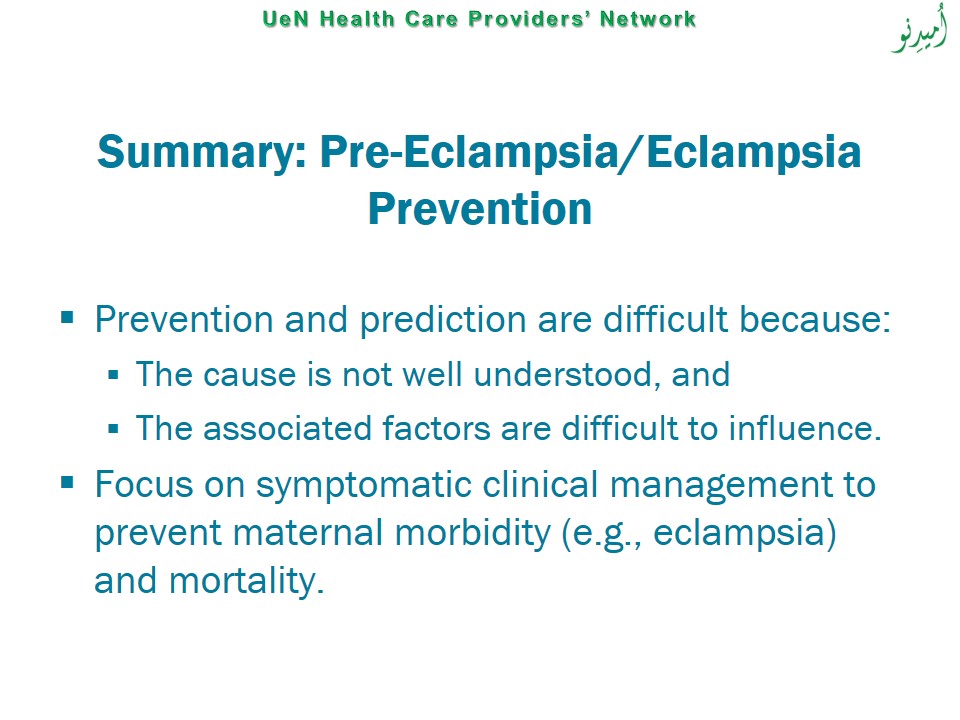 UeN Health Care Providers’ Network
اُمیدِنو
Summary: Pre-Eclampsia/Eclampsia
Prevention
▪ Prevention and prediction are difficult because:
▪ The cause is not well understood, and
▪ The associated factors are difficult to influence.
▪ Focus on symptomatic clinical management to
prevent maternal morbidity (e.g., eclampsia)
and mortality.